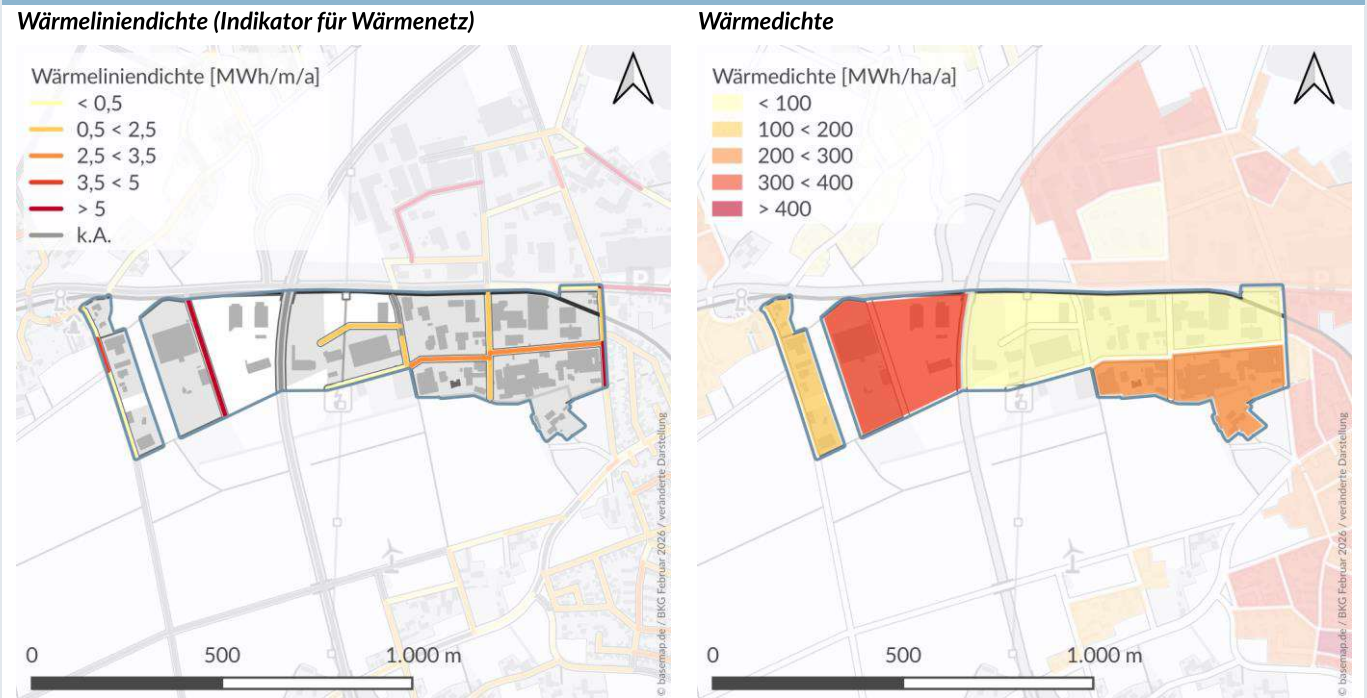 Wärmeliniendichte (Indikator für Wärmenetz)
Wärmeliniendichte [MWh/m/a]
< 0,5
0,5 < 2,5
2,5 < 3,5
3,5 < 5
> 5
k.A.
P
0 500 1.000 m
© basemap.de / BKG Februar 2026 / veränderte Darstellung
Wärmedichte
Wärmedichte [MWh/ha/a]
< 100
100 < 200
200 < 300
300 < 400
> 400
0 500 1.000 m
© basemap.de / BKG Februar 2026 / veränderte Darstellung